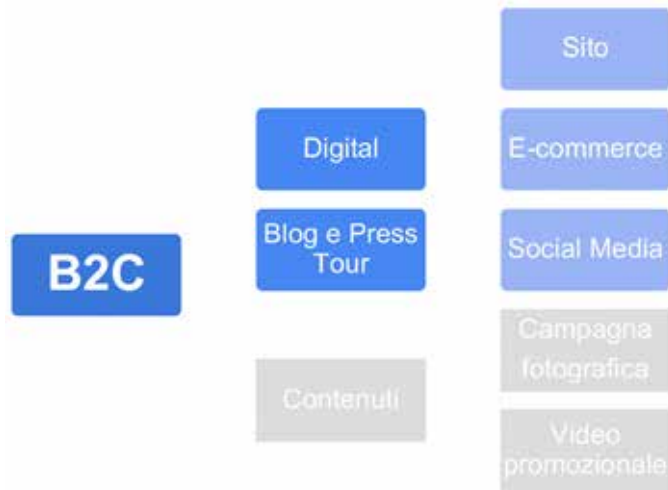 B2C
Digital
Blog e Press
Tour
Contenuti
Sito
E-commerce
Social Media
Campagna
fotografica
Video
promozionale